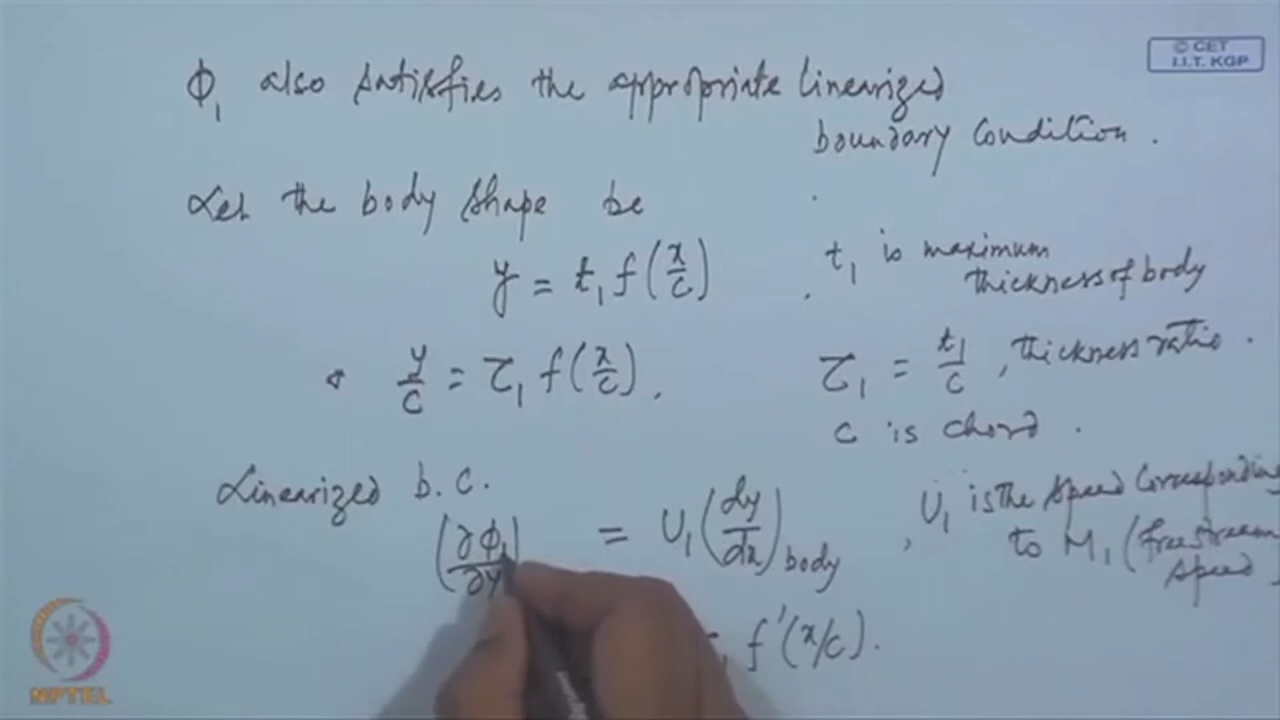 © CET
I.I.T. KGP
ϕ₁ also satisfies the appropriate linearized
boundary condition .
Let the body shape be
y = t₁ f(x/c)
t₁ is maximum
thickness of body
y/c = τ₁ f(x/c) ,
τ₁ = t₁/c , thickness ratio .
c is chord .
Linearized b.c.
(∂ϕ₁/∂y) = U₁ (dy/dx)body , U₁ is the speed corresponding
to M₁ (freestream
speed
f'(x/c).
NPTEL